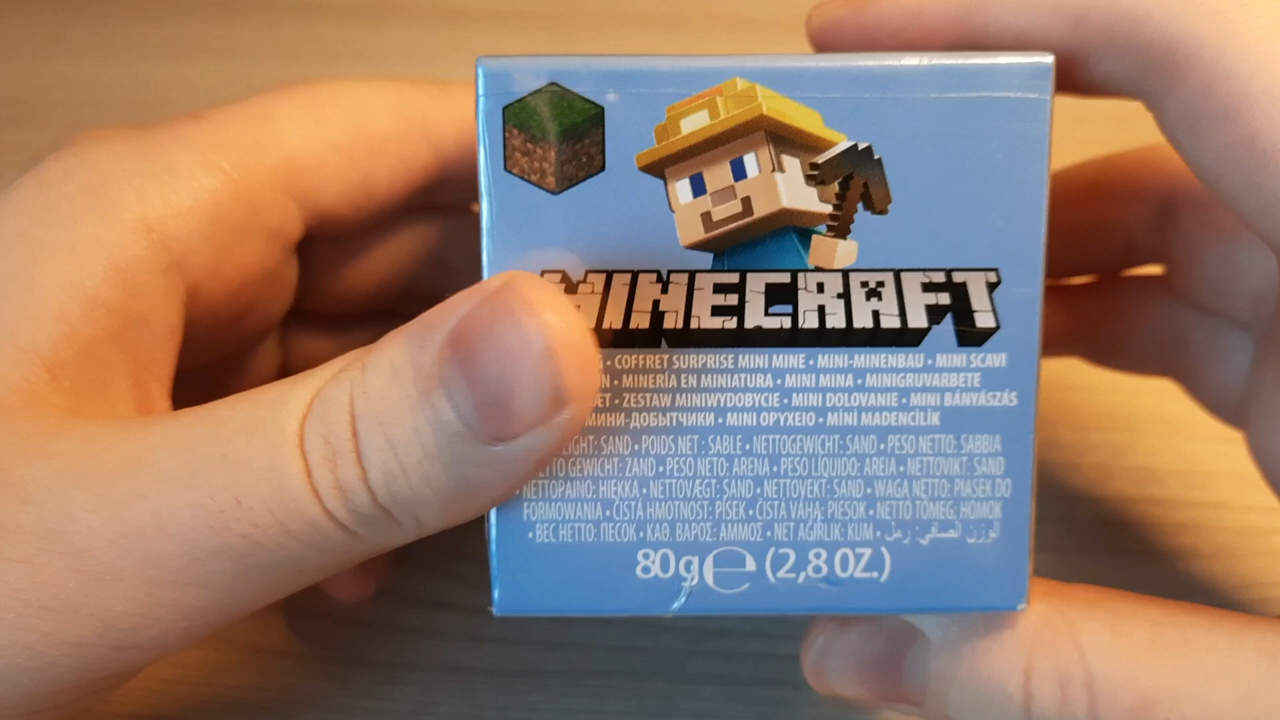 MINECRAFT
• COFFRET SURPRISE MINI MINE • MINI-MINENBAU • MINI SCAVI
• MINERÍA EN MINIATURA • MINI MINA • MINIGRUVARBETE
• ZESTAW MINIWYDOBYCIE • MINI DOLOVANIE • MINI BÁNYÁSZÁS
МИНИ-ДОБЫТЧИКИ • MINI ΟΡΥΧΕΙΟ • MİNİ MADENCİLİK
SAND • POIDS NET : SABLE • NETTOGEWICHT: SAND • PESO NETTO: SABBIA
GEWICHT: ZAND • PESO NETO: ARENA • PESO LÍQUIDO: AREIA • NETTOVIKT: SAND
• NETTOPAINO: HIEKKA • NETTOVÆGT: SAND • NETTOVEKT: SAND • WAGA NETTO: PIASEK DO
FORMOWANIA • ČISTÁ HMOTNOST: PÍSEK • ČISTÁ VÁHA: PIESOK • NETTÓ TÖMEG: HOMOK
• ВЕС НЕТТО: ПЕСОК • ΚΑΘ. ΒΑΡΟΣ: ΑΜΜΟΣ • NET AĞIRLIK: KUM • الوزن الصافي: رمل
80 g ℮ (2,8 OZ.)